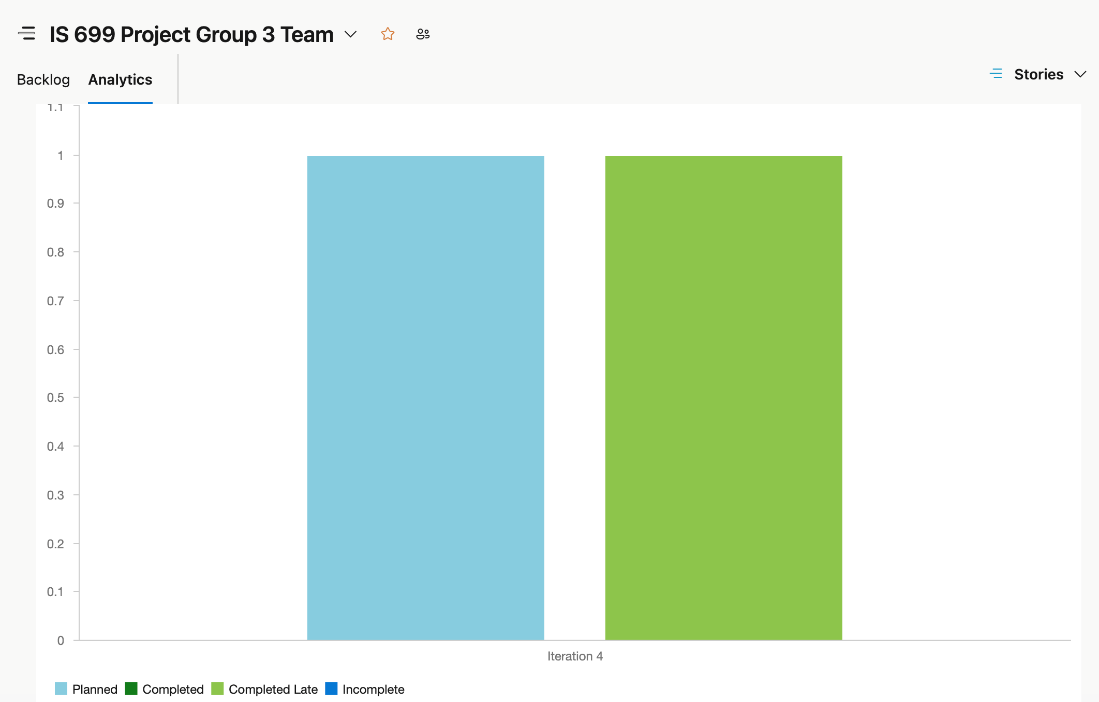 IS 699 Project Group 3 Team
Backlog Analytics
Stories
1.1
1
0.9
0.8
0.7
0.6
0.5
0.4
0.3
0.2
0.1
0
Iteration 4
Planned Completed Completed Late Incomplete